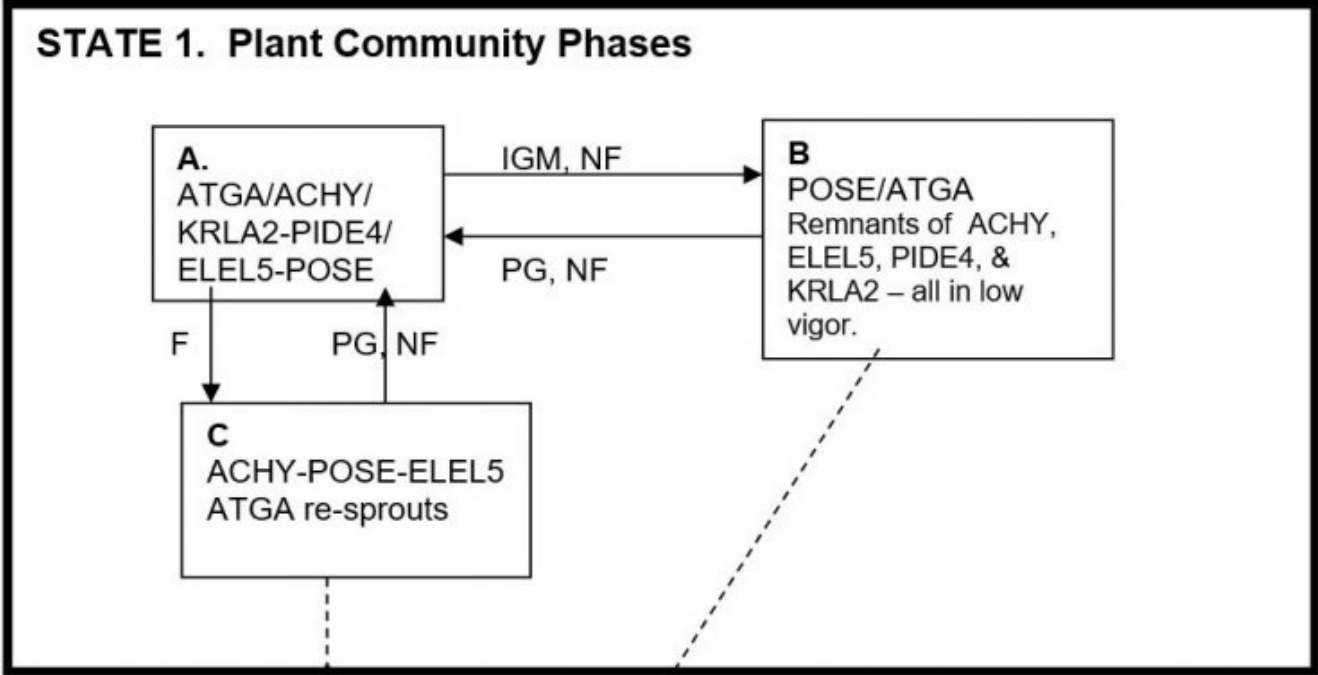 STATE 1. Plant Community Phases
A.
ATGA/ACHY/
KRLA2-PIDE4/
ELEL5-POSE
IGM, NF
PG, NF
B
POSE/ATGA
Remnants of ACHY,
ELEL5, PIDE4, &
KRLA2 – all in low
vigor.
F
PG, NF
C
ACHY-POSE-ELEL5
ATGA re-sprouts